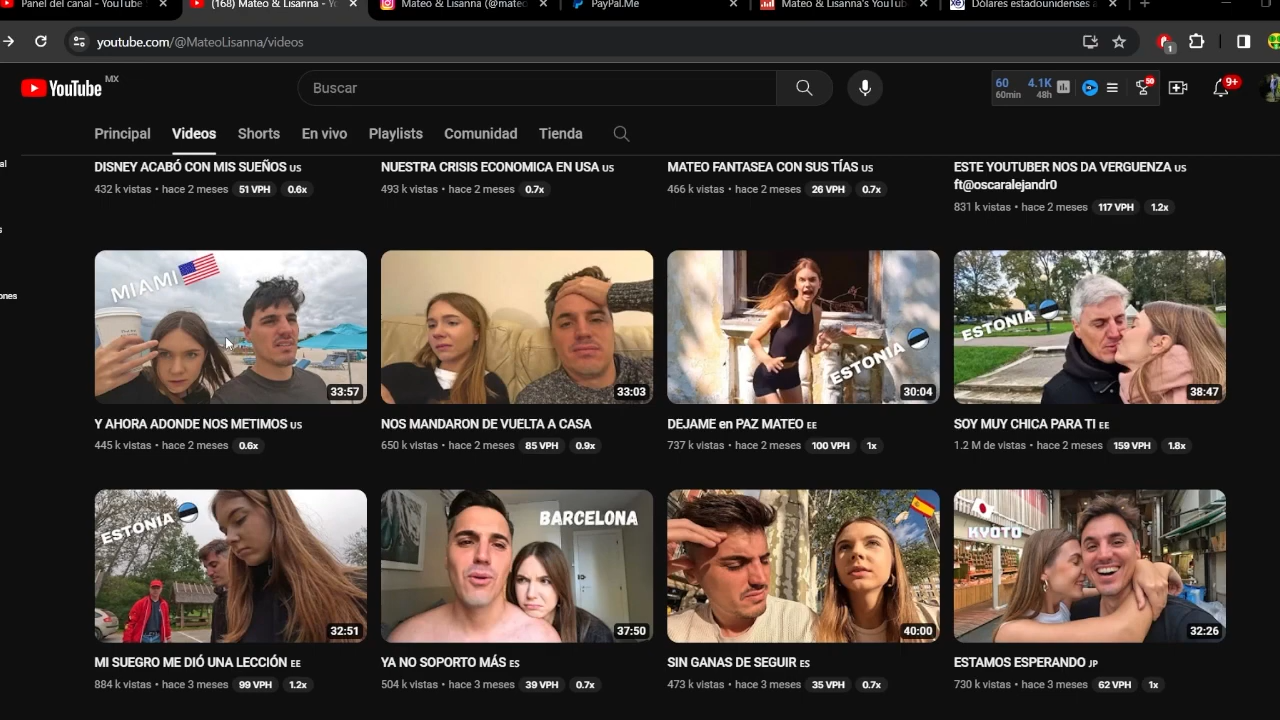 Panel del canal - YouTube
(168) Mateo & Lisanna - Yo
Mateo & Lisanna (@mateo
PayPal.Me
Mateo & Lisanna's YouTub
Dólares estadounidenses a
youtube.com/@MateoLisanna/videos
1
YouTube MX
Buscar
60 4.1K
60min 48h
50
9+
Principal Videos Shorts En vivo Playlists Comunidad Tienda
al
s
ones
DISNEY ACABÓ CON MIS SUEÑOS US
432 k vistas • hace 2 meses 51 VPH 0.6x
NUESTRA CRISIS ECONOMICA EN USA US
493 k vistas • hace 2 meses 0.7x
MATEO FANTASEA CON SUS TÍAS US
466 k vistas • hace 2 meses 26 VPH 0.7x
ESTE YOUTUBER NOS DA VERGUENZA US
ft@oscaralejandr0
831 k vistas • hace 2 meses 117 VPH 1.2x
MIAMI
33:57
Y AHORA ADONDE NOS METIMOS US
445 k vistas • hace 2 meses 0.6x
33:03
NOS MANDARON DE VUELTA A CASA
650 k vistas • hace 2 meses 85 VPH 0.9x
ESTONIA
30:04
DEJAME en PAZ MATEO EE
737 k vistas • hace 2 meses 100 VPH 1x
ESTONIA
38:47
SOY MUY CHICA PARA TI EE
1.2 M de vistas • hace 2 meses 159 VPH 1.8x
ESTONIA
32:51
MI SUEGRO ME DIÓ UNA LECCIÓN EE
884 k vistas • hace 3 meses 99 VPH 1.2x
BARCELONA
37:50
YA NO SOPORTO MÁS ES
504 k vistas • hace 3 meses 39 VPH 0.7x
40:00
SIN GANAS DE SEGUIR ES
473 k vistas • hace 3 meses 35 VPH 0.7x
KYOTO
32:26
ESTAMOS ESPERANDO JP
730 k vistas • hace 3 meses 62 VPH 1x